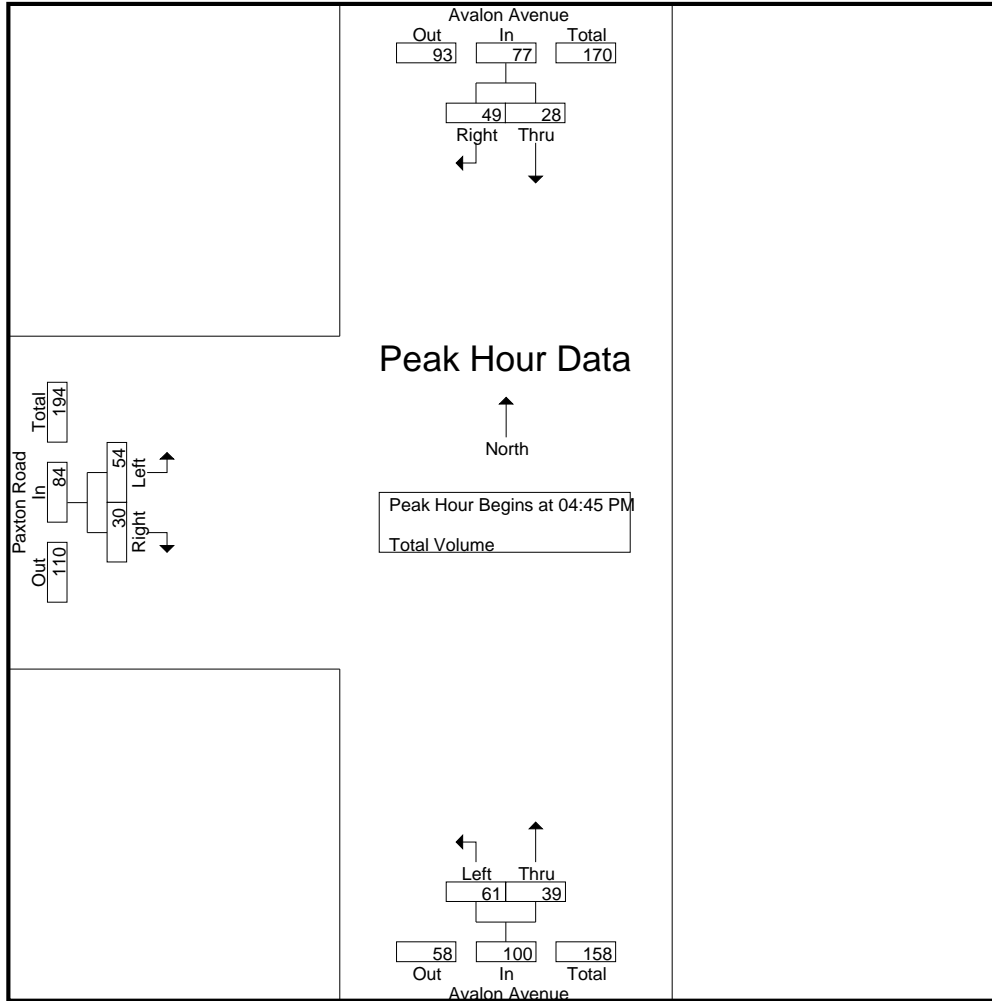 Avalon Avenue
Out In Total
93 77 170
49 28
Right Thru
Peak Hour Data
North
Peak Hour Begins at 04:45 PM
Total Volume
Paxton Road
Out In Total
110 84 194
30 54
Right Left
Left Thru
61 39
58 100 158
Out In Total
Avalon Avenue